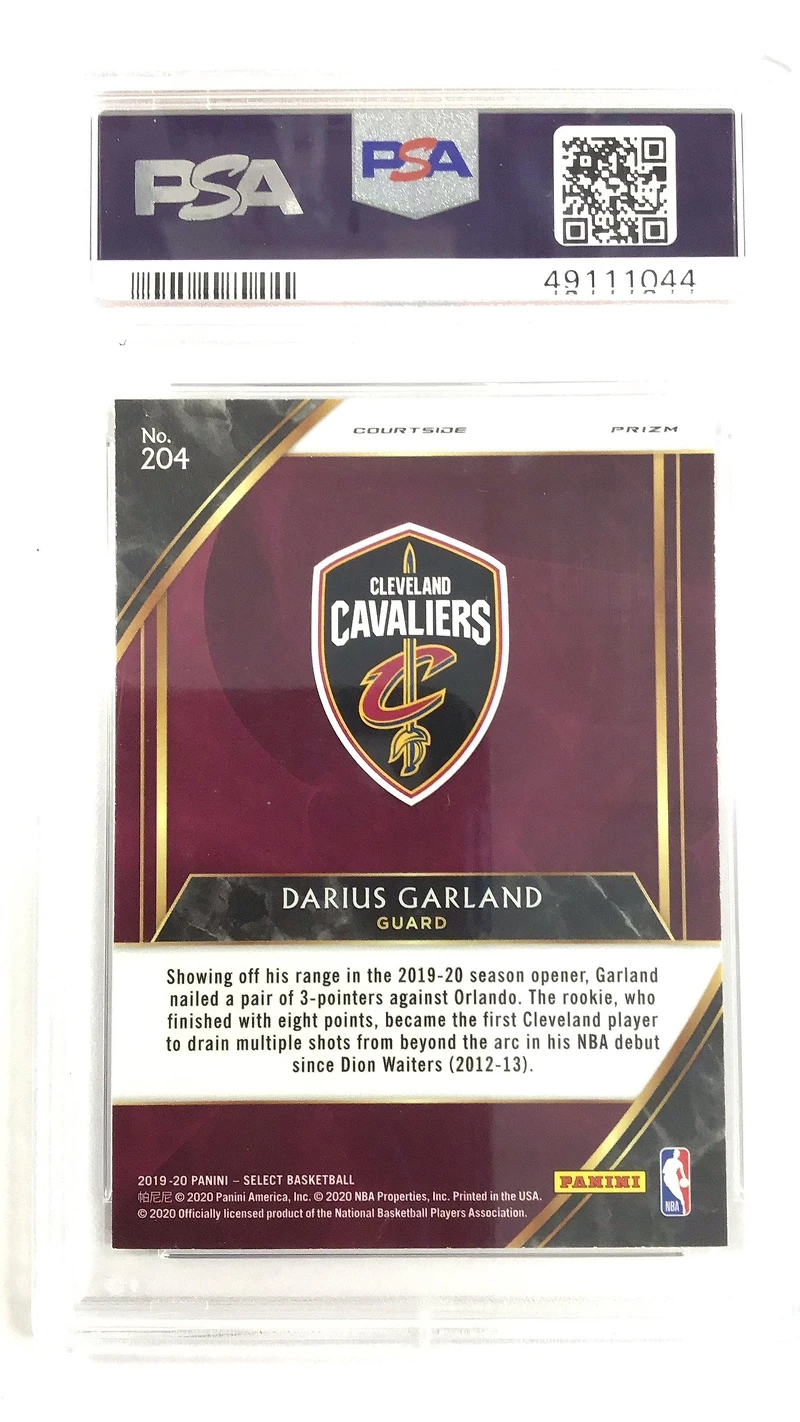 PSA
PSA
49111044
No.
204
COURTSIDE
PRIZM
CLEVELAND
CAVALIERS
C
DARIUS GARLAND
GUARD
Showing off his range in the 2019-20 season opener, Garland
nailed a pair of 3-pointers against Orlando. The rookie, who
finished with eight points, became the first Cleveland player
to drain multiple shots from beyond the arc in his NBA debut
since Dion Waiters (2012-13).
2019-20 PANINI – SELECT BASKETBALL
帕尼尼 © 2020 Panini America, Inc. © 2020 NBA Properties, Inc. Printed in the USA.
© 2020 Officially licensed product of the National Basketball Players Association.
PANINI
NBA